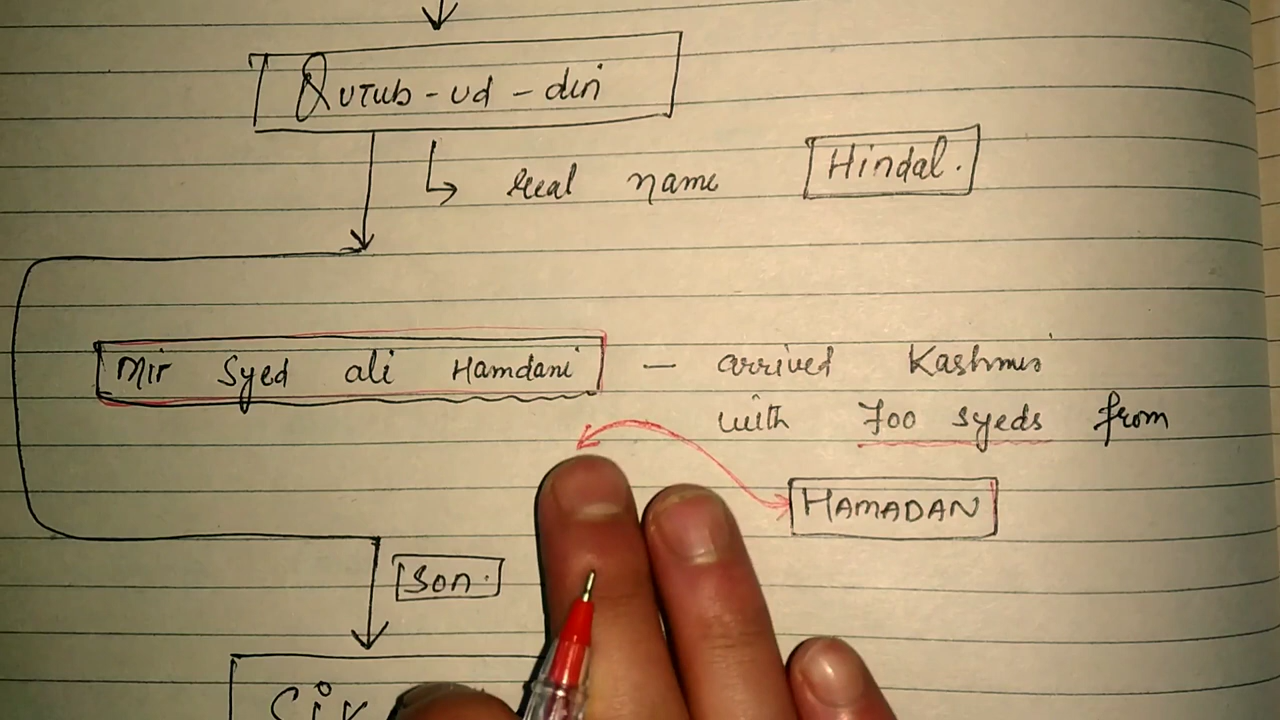 Qutub-ud-din
real name Hindal.
Mir Syed ali Hamdani – arrived Kashmir
with 700 syeds from
HAMADAN
Son.